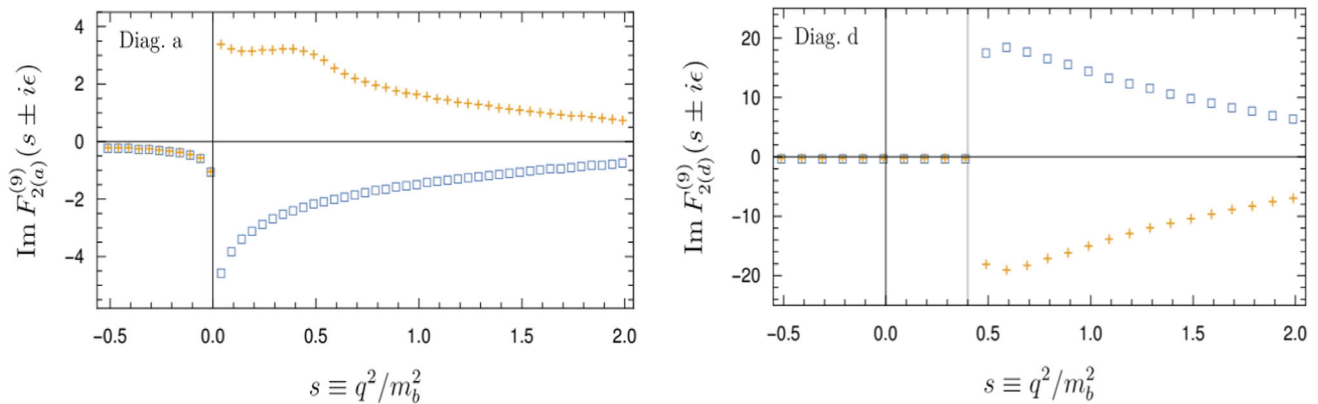 Diag. a
Im F_{2(a)}^{(9)}(s ± iϵ)
4
2
0
−2
−4
−0.5 0.0 0.5 1.0 1.5 2.0
s ≡ q²/m_b²
Diag. d
Im F_{2(d)}^{(9)}(s ± iϵ)
20
10
0
−10
−20
−0.5 0.0 0.5 1.0 1.5 2.0
s ≡ q²/m_b²